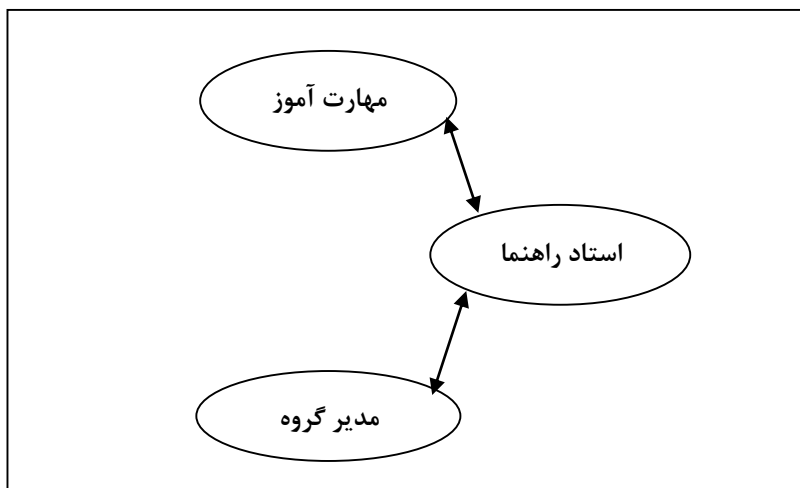 مهارت آموز
استاد راهنما
مدیر گروه